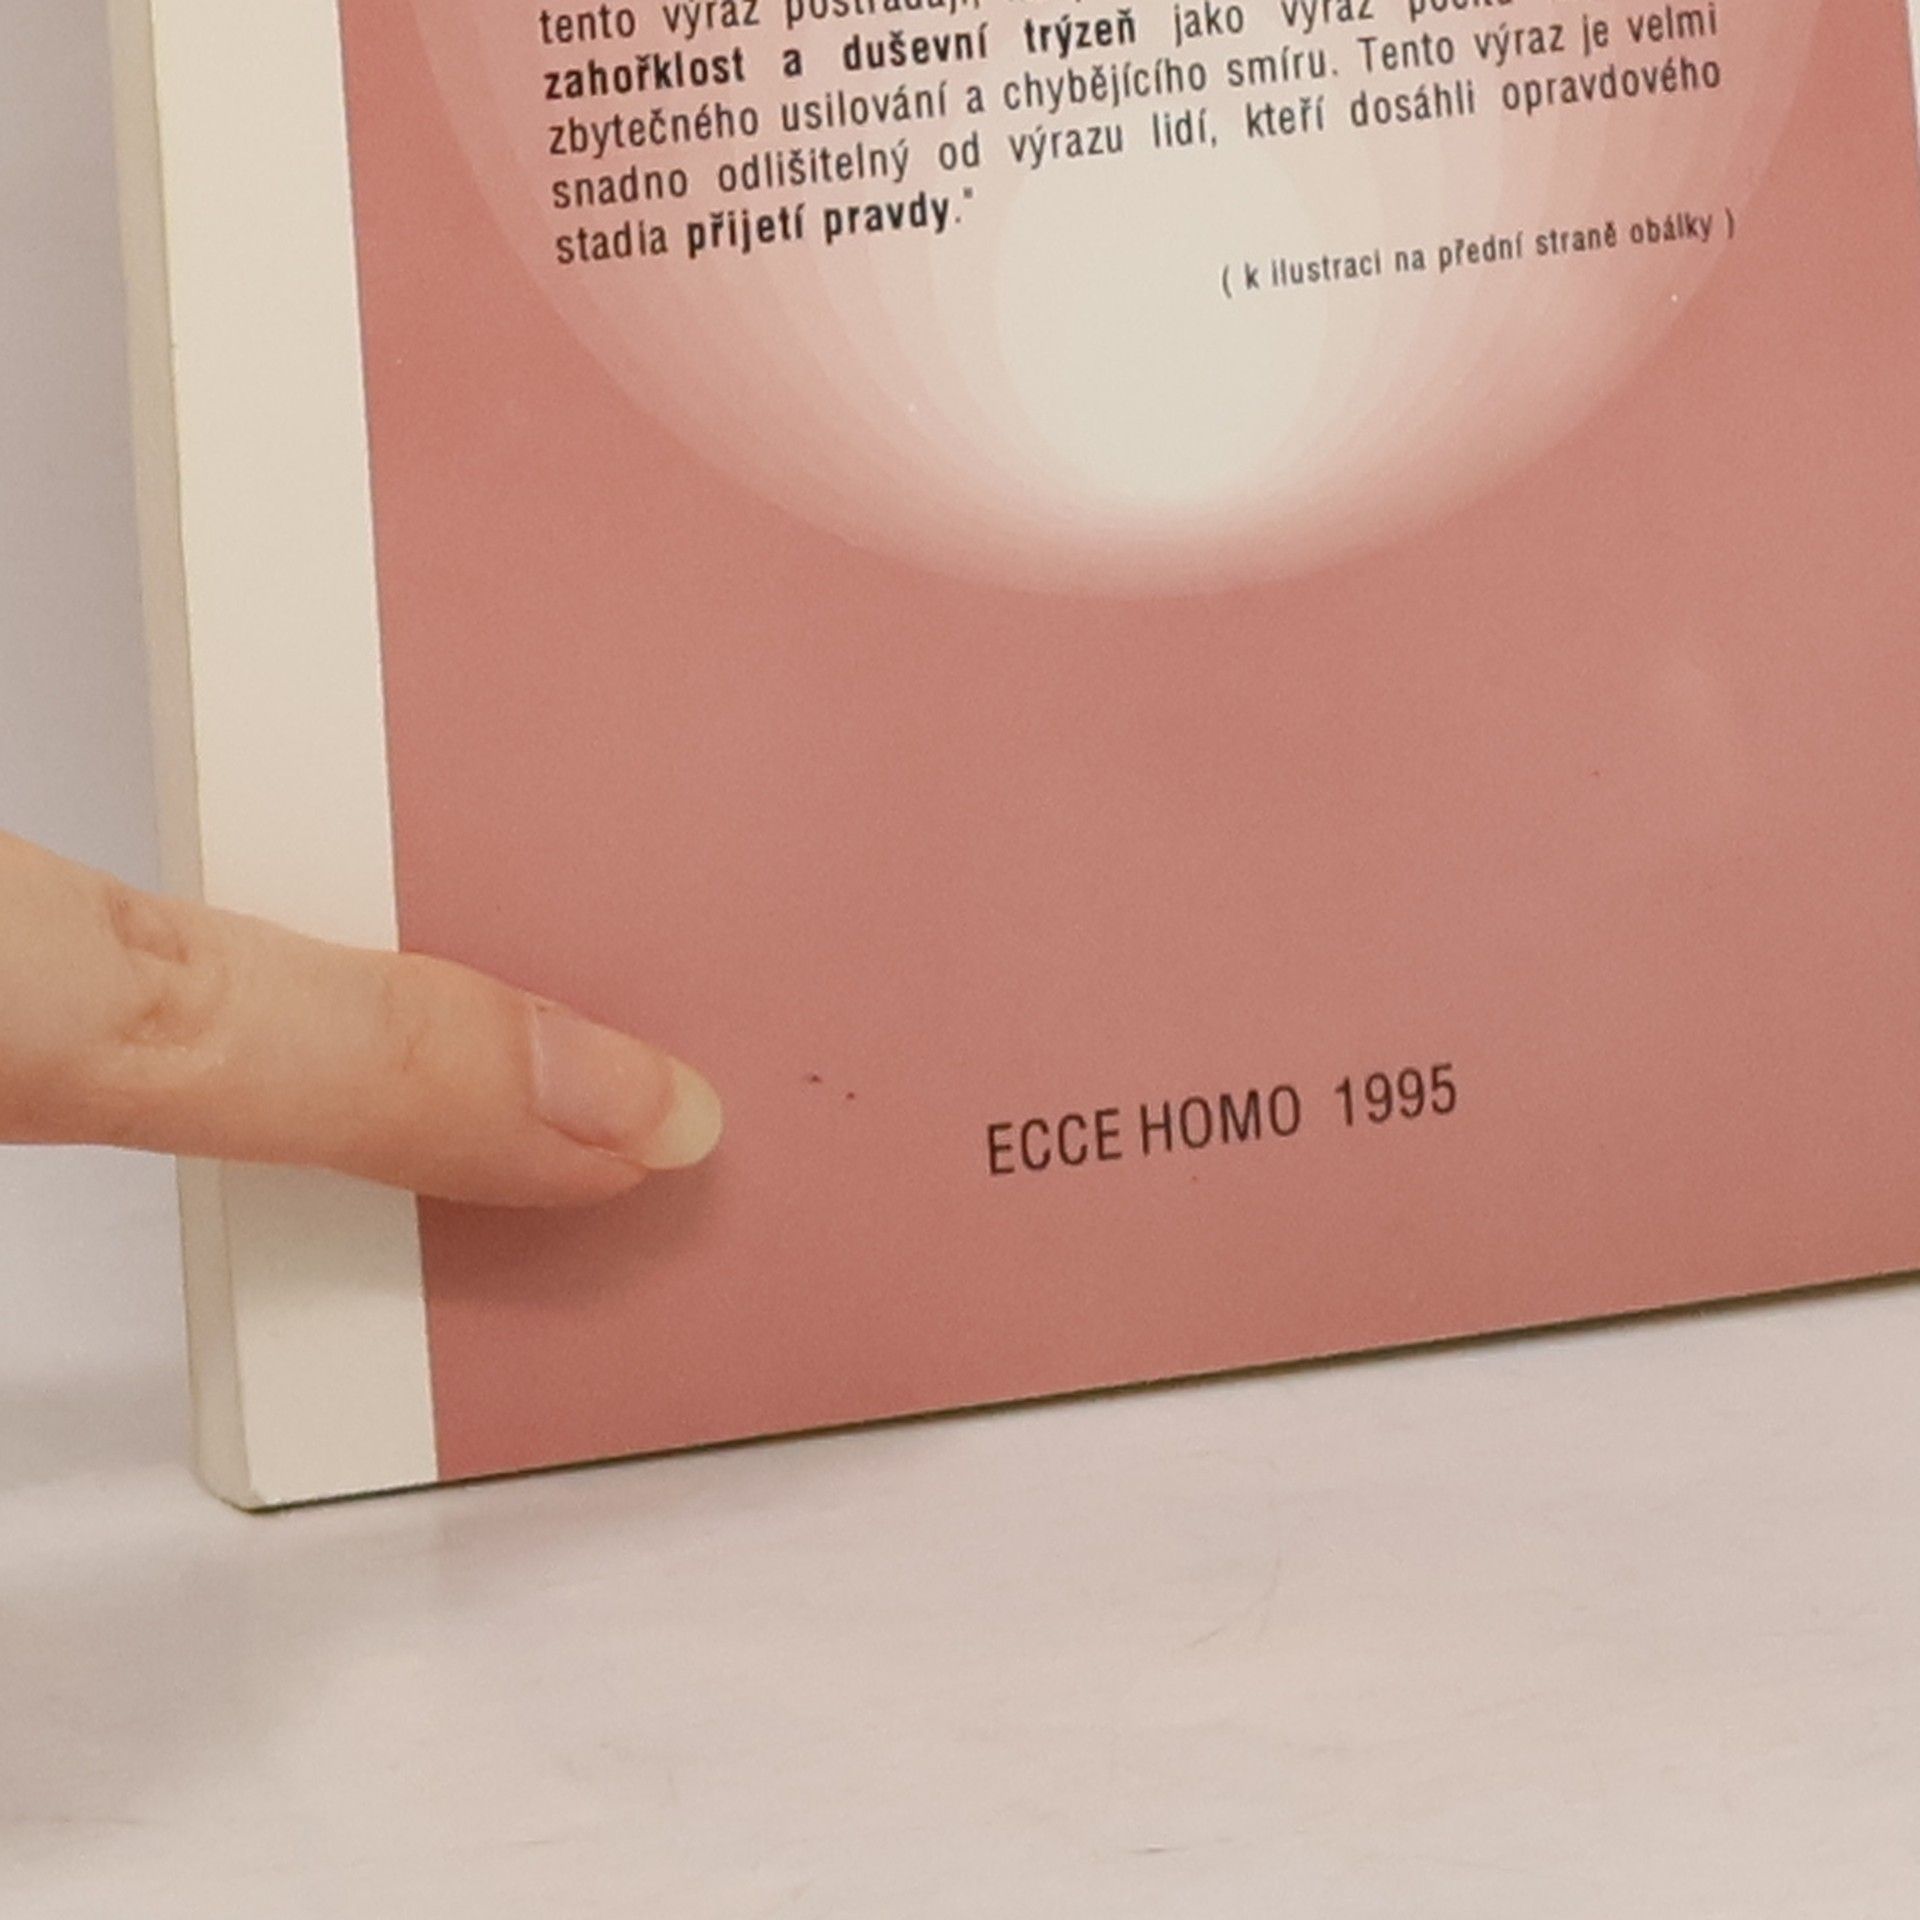 tento výraz postrádají,
zahořklost a duševní trýzeň jako výraz
zbytečného usilování a chybějícího smíru. Tento výraz je velmi
snadno odlišitelný od výrazu lidí, kteří dosáhli opravdového
stadia přijetí pravdy."
( k ilustraci na přední straně obálky )
ECCE HOMO 1995